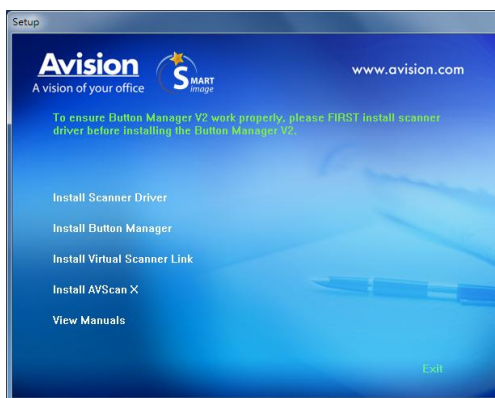 Setup
Avision
A vision of your office
SMART
Image
www.avision.com
To ensure Button Manager V2 work properly, please FIRST install scanner
driver before installing the Button Manager V2.
Install Scanner Driver
Install Button Manager
Install Virtual Scanner Link
Install AVScan X
View Manuals
Exit